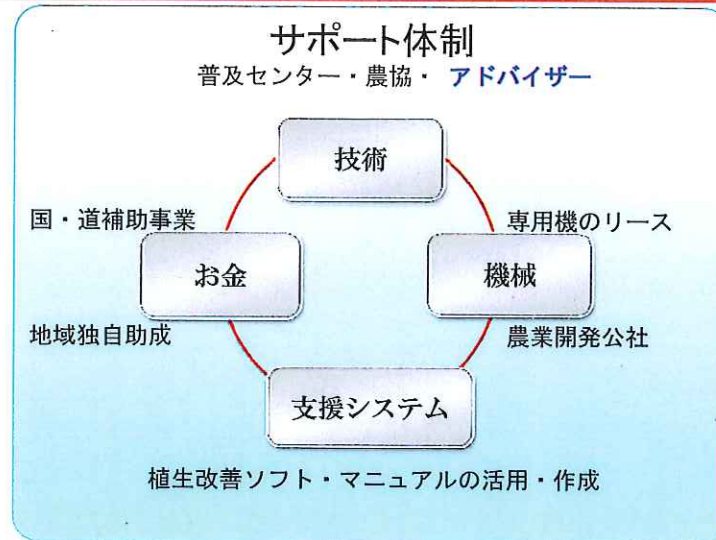 サポート体制
普及センター・農協・ アドバイザー
技術
国・道補助事業
専用機のリース
お金
機械
地域独自助成
農業開発公社
支援システム
植生改善ソフト・マニュアルの活用・作成